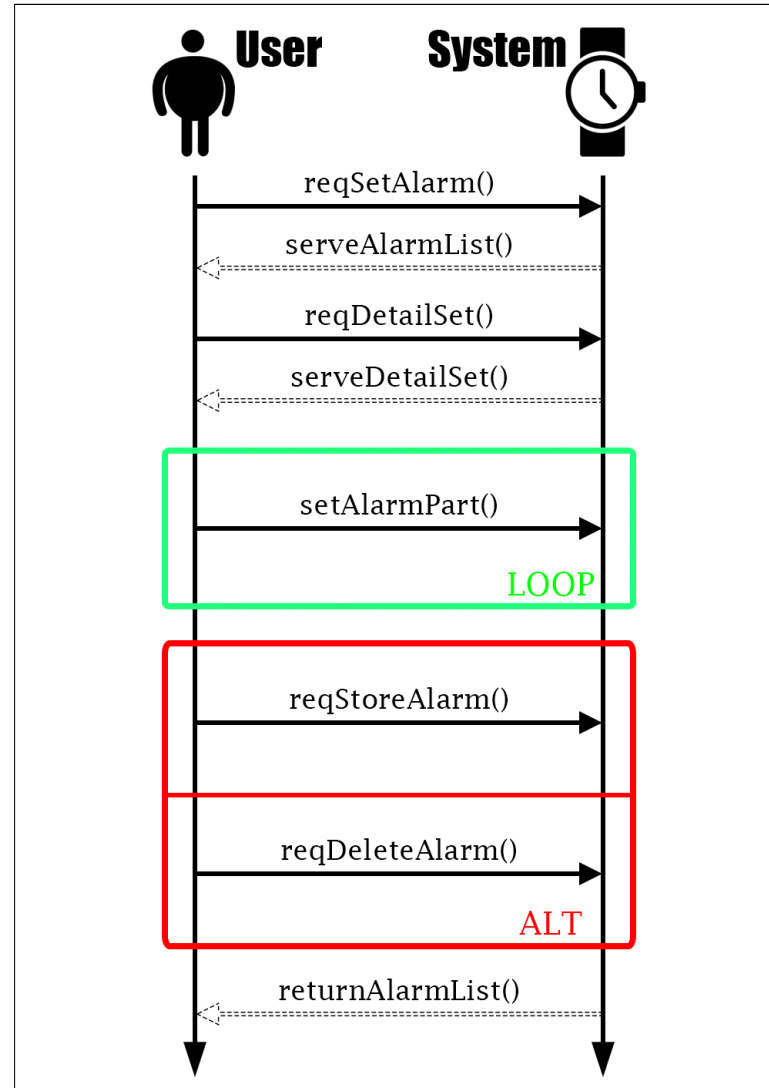 User System
reqSetAlarm()
serveAlarmList()
reqDetailSet()
serveDetailSet()
setAlarmPart()
LOOP
reqStoreAlarm()
reqDeleteAlarm()
ALT
returnAlarmList()